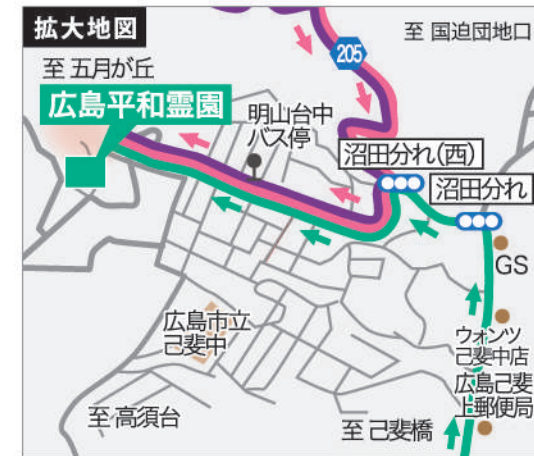 拡大地図
至 国迫団地口
205
至 五月が丘
広島平和霊園
明山台中
バス停
沼田分れ(西)
沼田分れ
GS
広島市立
己斐中
ウォンツ
己斐中店
広島己斐
上郵便局
至 高須台
至 己斐橋